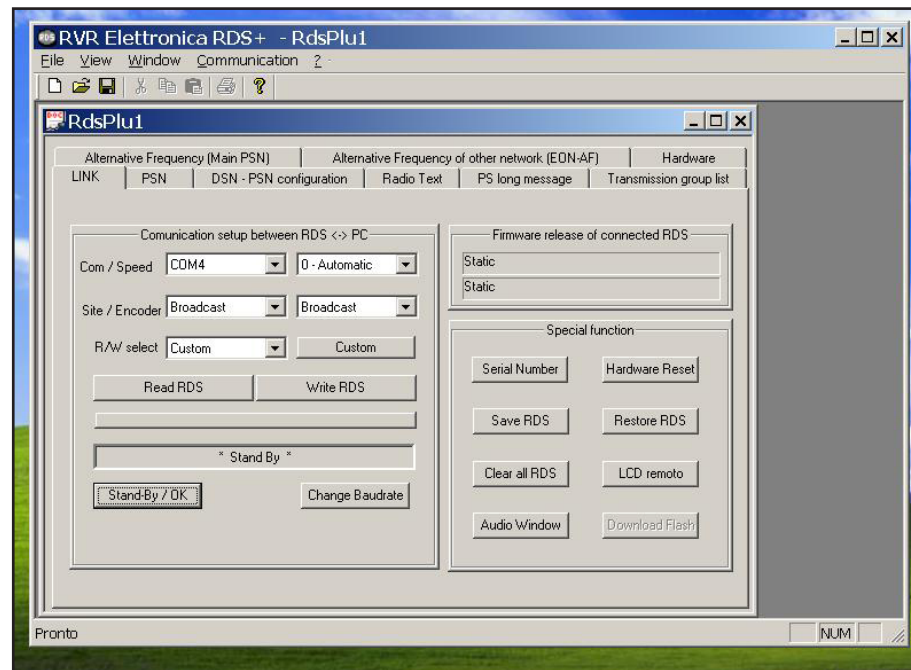 RDS RVR Elettronica RDS+ - RdsPlu1
File View Window Communication ?
RdsPlu1
Alternative Frequency (Main PSN) Alternative Frequency of other network (EON-AF) Hardware
LINK PSN DSN - PSN configuration Radio Text PS long message Transmission group list
Comunication setup between RDS <-> PC
Com / Speed COM4 0 - Automatic
Site / Encoder Broadcast Broadcast
R/W select Custom Custom
Read RDS Write RDS
* Stand By *
Stand-By / OK Change Baudrate
Firmware release of connected RDS
Static
Static
Special function
Serial Number Hardware Reset
Save RDS Restore RDS
Clear all RDS LCD remoto
Audio Window Download Flash
Pronto NUM